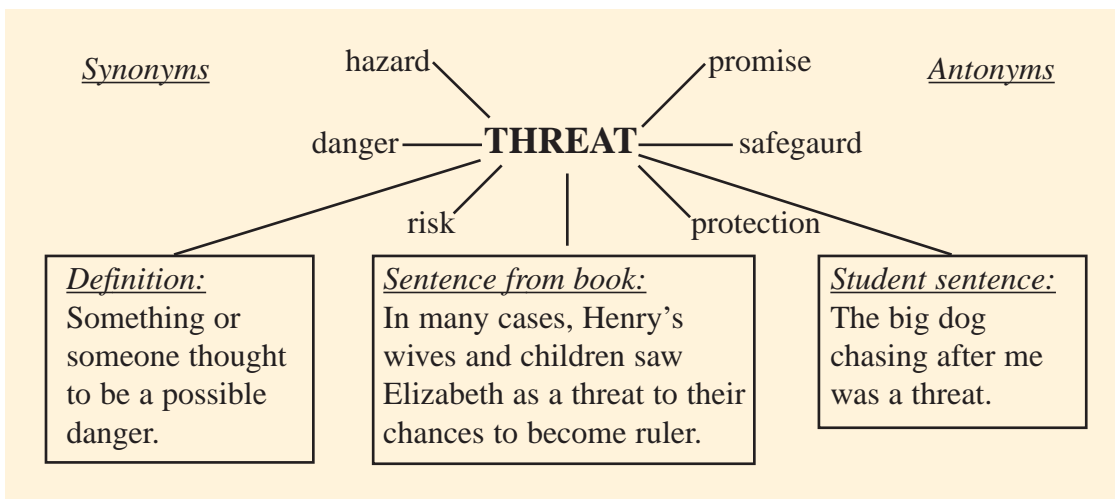 Synonyms
hazard
promise
Antonyms
danger
THREAT
safegaurd
risk
protection
Definition:
Something or
someone thought
to be a possible
danger.
Sentence from book:
In many cases, Henry's
wives and children saw
Elizabeth as a threat to their
chances to become ruler.
Student sentence:
The big dog
chasing after me
was a threat.